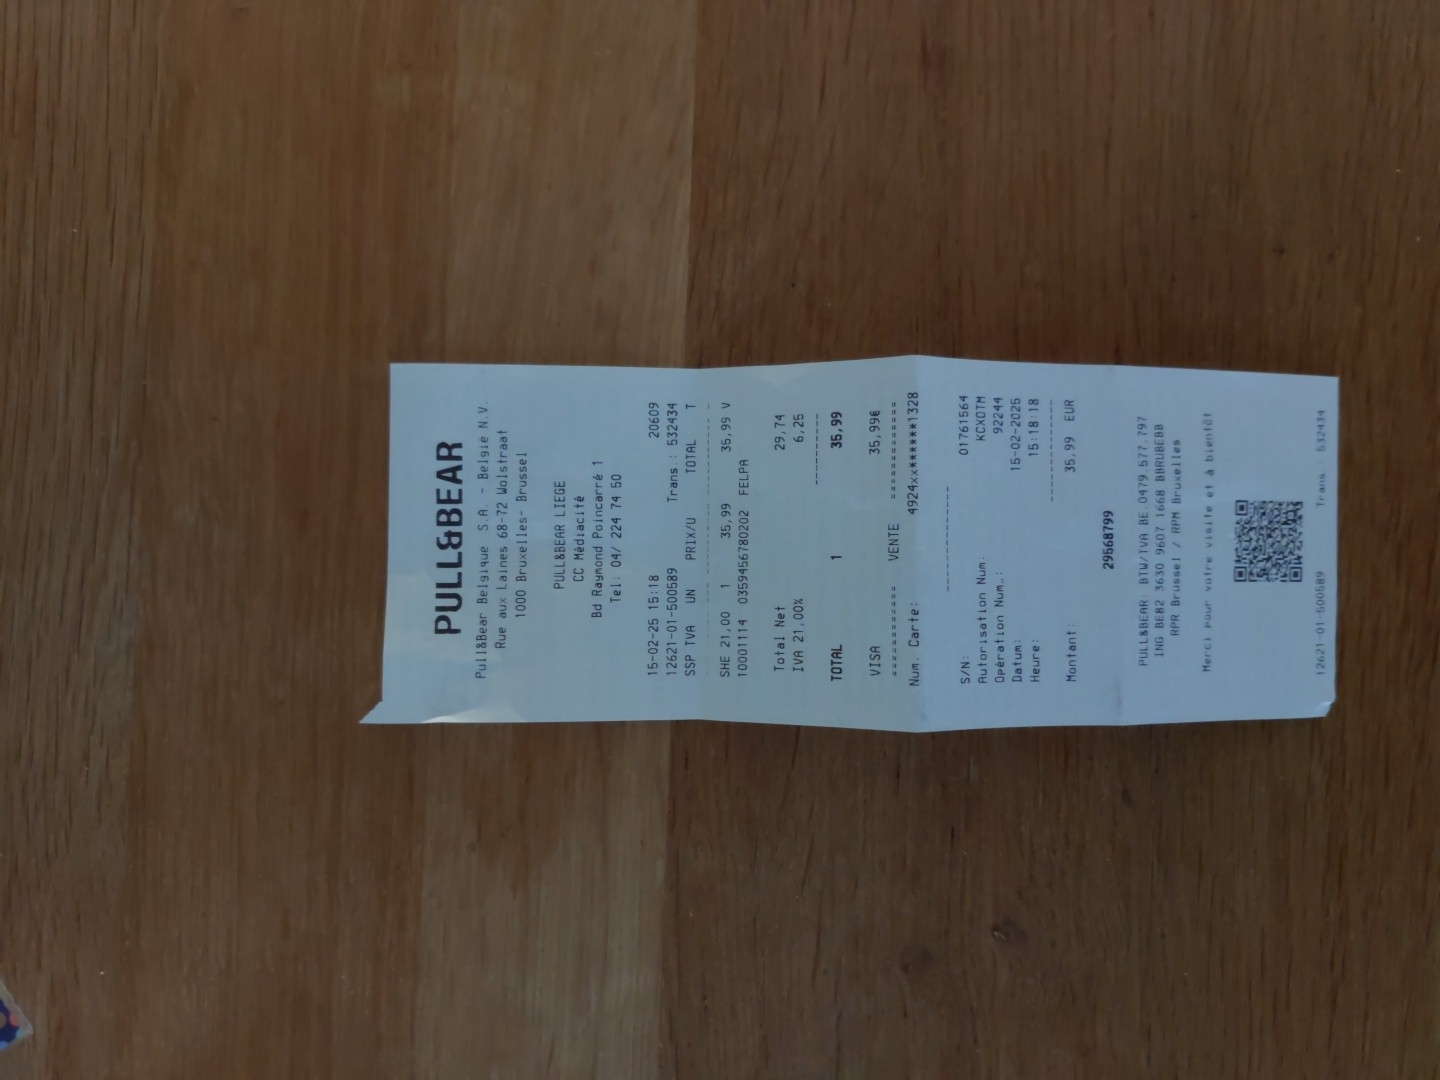 PULL&BEAR
Pull&Bear Belgique S.A - België N.V.
Rue aux Laines 68-72 Wolstraat
1000 Bruxelles- Brussel
PULL&BEAR LIEGE
CC Médiacité
Bd Raymond Poincarré 1
Tel: 04/ 224 74 50
15-02-25 15:18 20609
12621-01-500589 Trans.: 532434
SSP TVA UN PRIX/U TOTAL T
SHE 21,00 1 35,99 35,99 V
10001114 0359456780202 FELPA
Total Net 29,74
IVA 21,00% 6,25
TOTAL 1 35,99
VISA 35,99€
============ VENTE ============
Num. Carte: 4924xx******1328
S/N: 01761564
Autorisation Num: KCXOTM
Opération Num.: 92244
Datum: 15-02-2025
Heure: 15:18:18
Montant: 35,99 EUR
29568799
PULL&BEAR: BTW/TVA BE.0479.577.797
ING BE82 3630 9607 1668 BBRUBEBB
RPR Brussel / RPM Bruxelles
Merci pour votre visite et à bientôt
12621-01-500589 Trans 532434